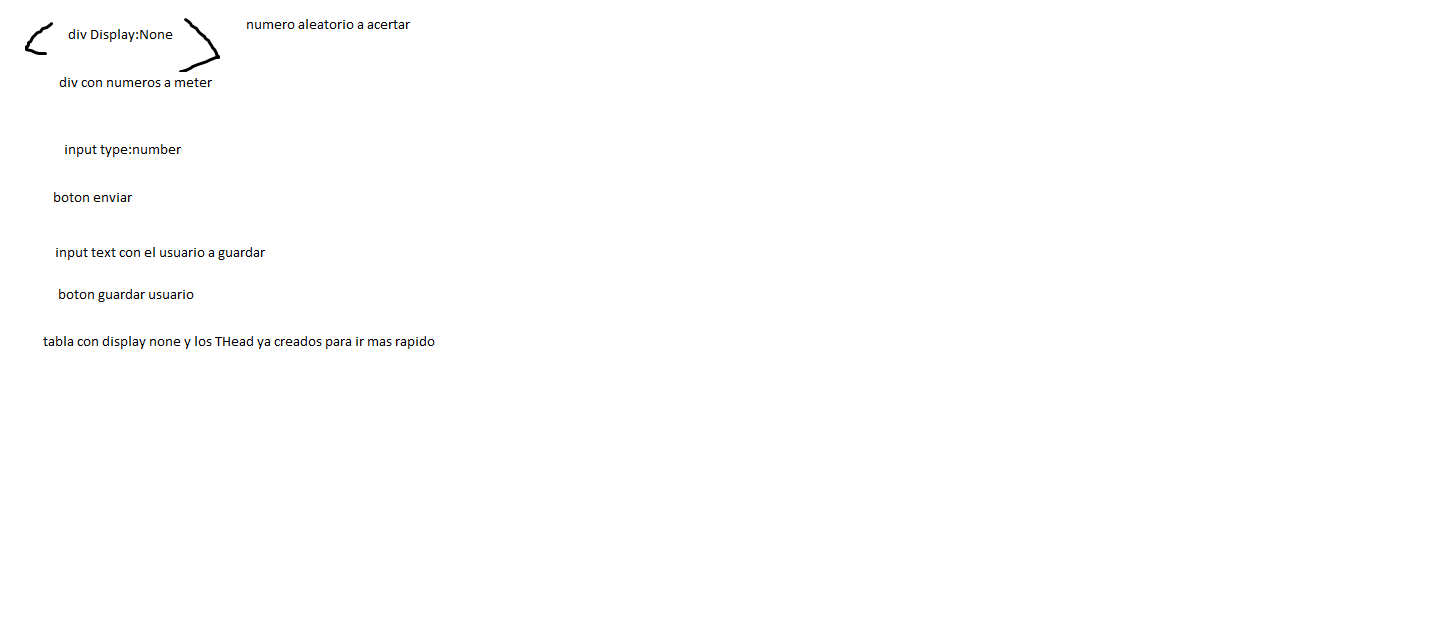 numero aleatorio a acertar
div Display:None
div con numeros a meter
input type:number
boton enviar
input text con el usuario a guardar
boton guardar usuario
tabla con display none y los THead ya creados para ir mas rapido